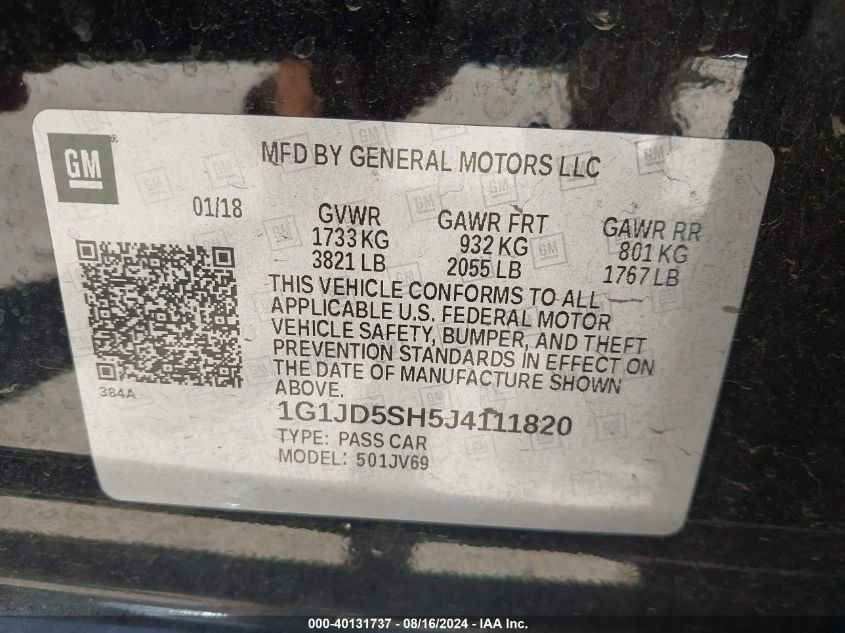 GM
MFD BY GENERAL MOTORS LLC
01/18
GVWR
1733 KG
3821 LB
GAWR FRT
932 KG
2055 LB
GAWR RR
801 KG
1767 LB
THIS VEHICLE CONFORMS TO ALL
APPLICABLE U.S. FEDERAL MOTOR
VEHICLE SAFETY, BUMPER, AND THEFT
PREVENTION STANDARDS IN EFFECT ON
THE DATE OF MANUFACTURE SHOWN
ABOVE.
384A
1G1JD5SH5J4111820
TYPE: PASS CAR
MODEL: 501JV69
000-40131737 - 08/16/2024 - IAA Inc.